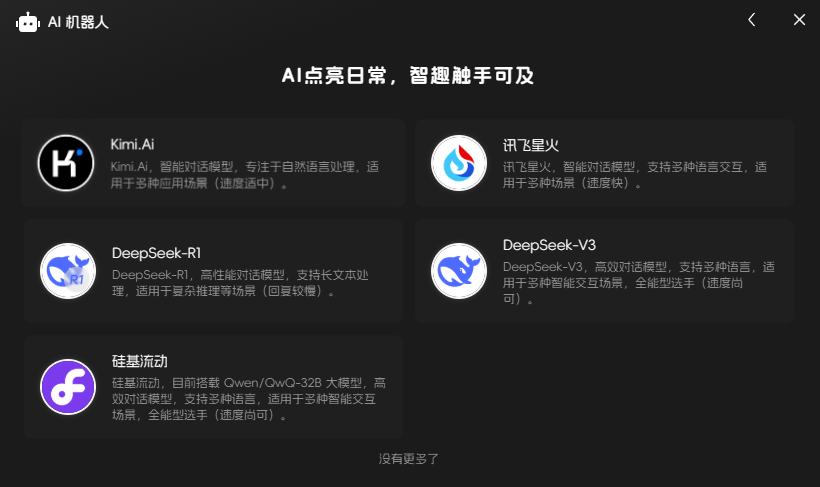 AI 机器人
AI点亮日常，智趣触手可及
Kimi.Ai
Kimi.Ai，智能对话模型，专注于自然语言处理，适
用于多种应用场景（速度适中）。
讯飞星火
讯飞星火，智能对话模型，支持多种语言交互，适
用于多种场景（速度快）。
R1
DeepSeek-R1
DeepSeek-R1，高性能对话模型，支持长文本处
理，适用于复杂推理等场景（回复较慢）。
DeepSeek-V3
DeepSeek-V3，高效对话模型，支持多种语言，适
用于多种智能交互场景，全能型选手（速度尚
可）。
硅基流动
硅基流动，目前搭载 Qwen/QwQ-32B 大模型，高
效对话模型，支持多种语言，适用于多种智能交互
场景，全能型选手（速度尚可）。
没有更多了